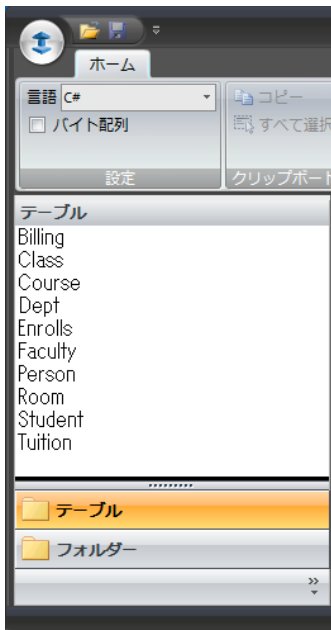 ホーム
言語 C#
コピー
バイト配列
すべて選択
設定
クリップボード
テーブル
Billing
Class
Course
Dept
Enrolls
Faculty
Person
Room
Student
Tuition
テーブル
フォルダー